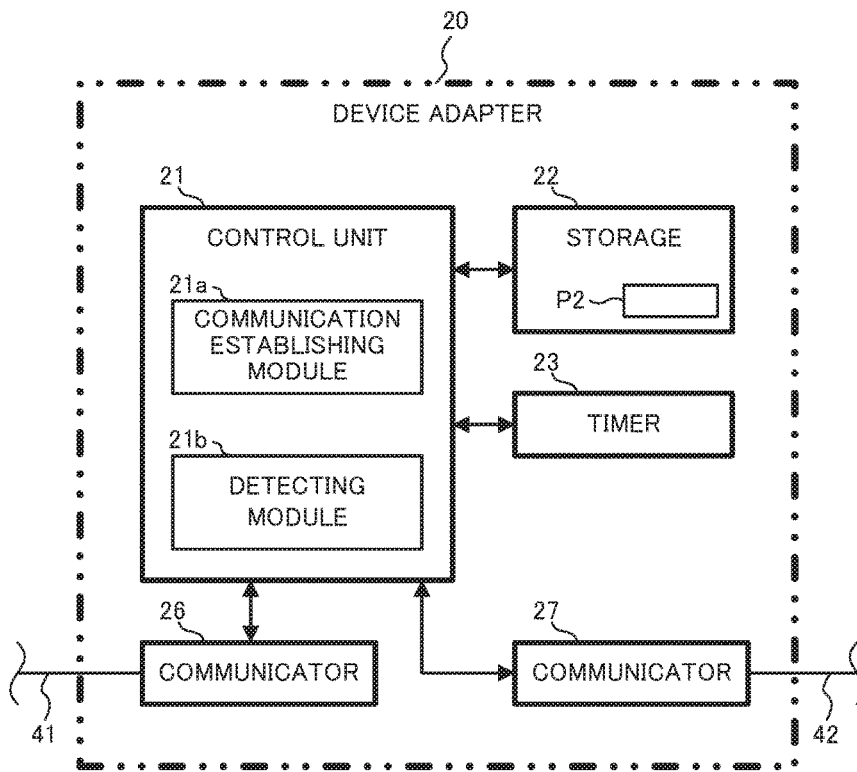 20
DEVICE ADAPTER
21
CONTROL UNIT
21a
COMMUNICATION
ESTABLISHING
MODULE
21b
DETECTING
MODULE
22
STORAGE
P2
23
TIMER
26
COMMUNICATOR
27
COMMUNICATOR
41
42